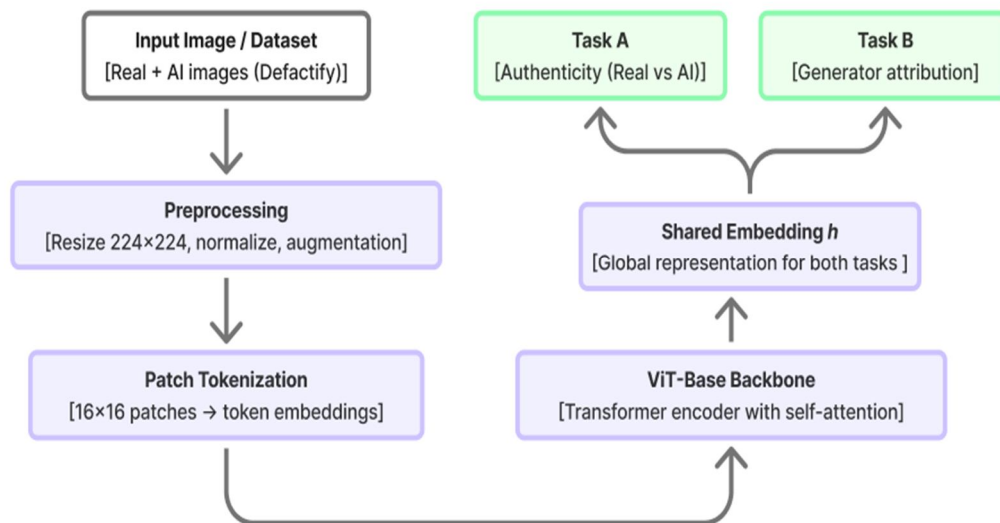 Input Image / Dataset
[Real + AI images (Defactify)]
Preprocessing
[Resize 224×224, normalize, augmentation]
Patch Tokenization
[16×16 patches → token embeddings]
ViT-Base Backbone
[Transformer encoder with self-attention]
Shared Embedding h
[Global representation for both tasks ]
Task A
[Authenticity (Real vs AI)]
Task B
[Generator attribution]